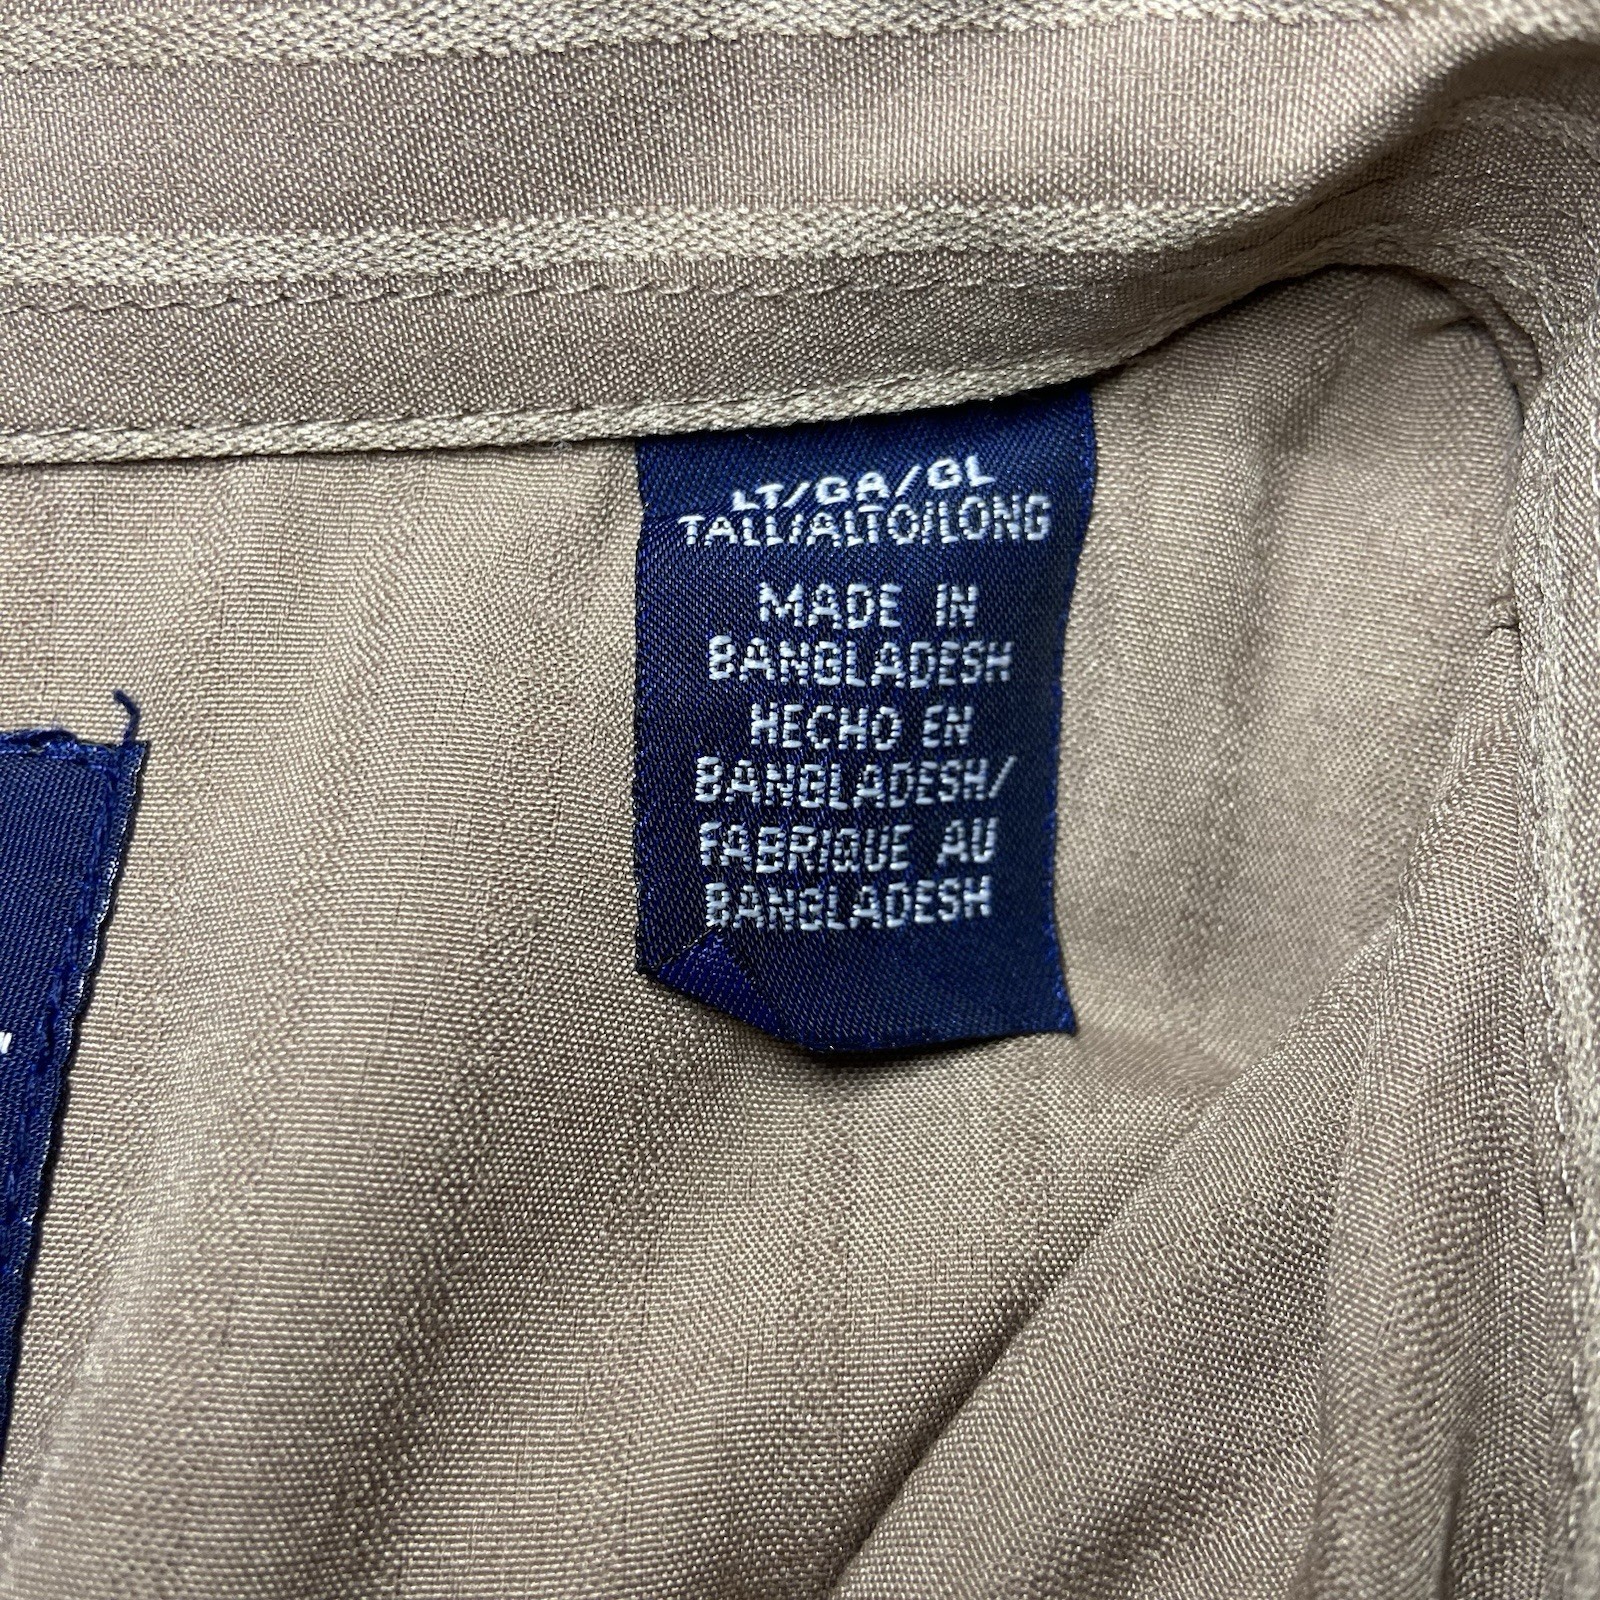 LT/GA/GL
TALL/ALTO/LONG
MADE IN
BANGLADESH
HECHO EN
BANGLADESH/
FABRIQUE AU
BANGLADESH